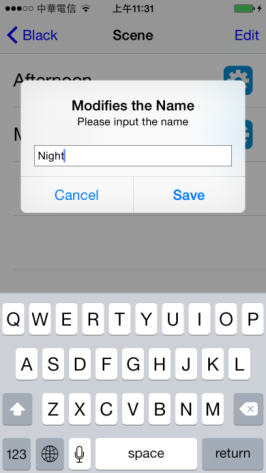 中華電信 上午11:31
Black Scene Edit
Afternoon
Modifies the Name
Please input the name
Night
Cancel Save
Q W E R T Y U I O P
A S D F G H J K L
Z X C V B N M
123 space return